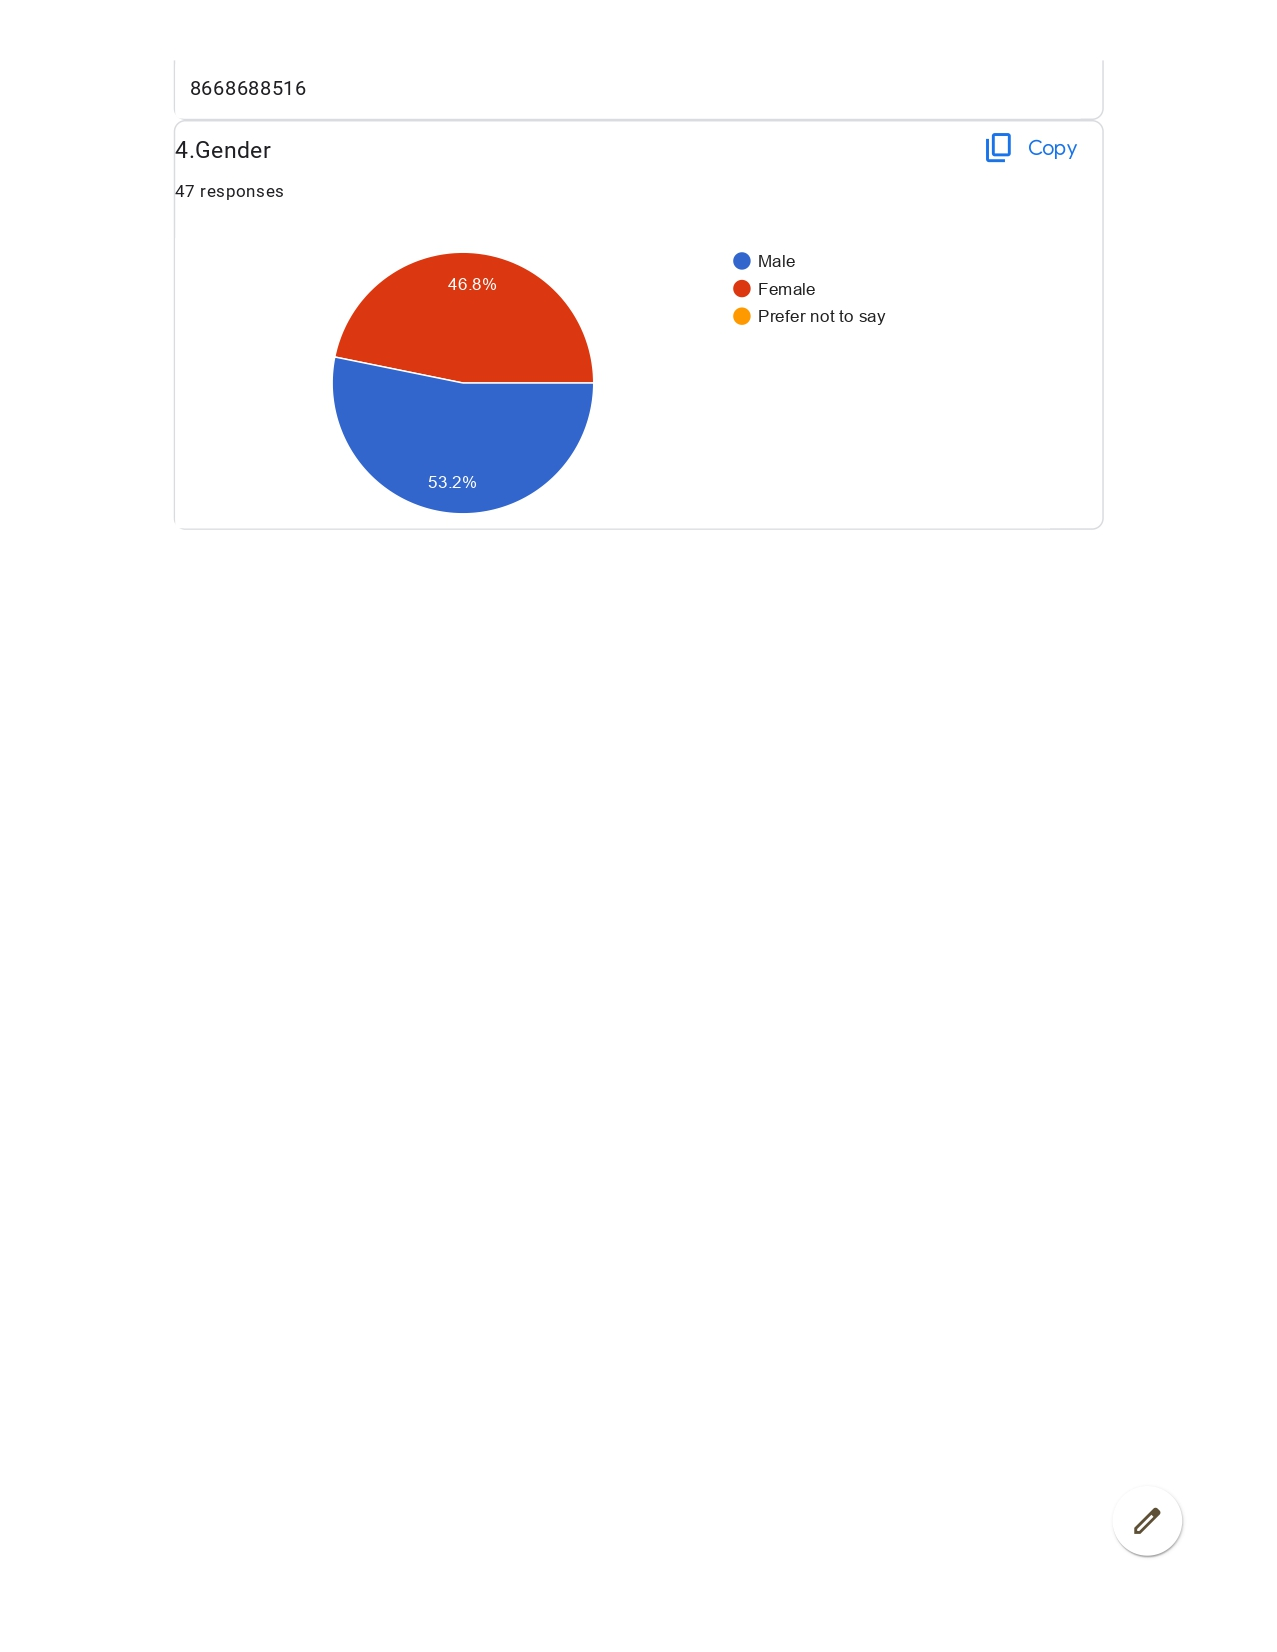 8668688516
4.Gender
Copy
47 responses
Male
Female
Prefer not to say
46.8%
53.2%